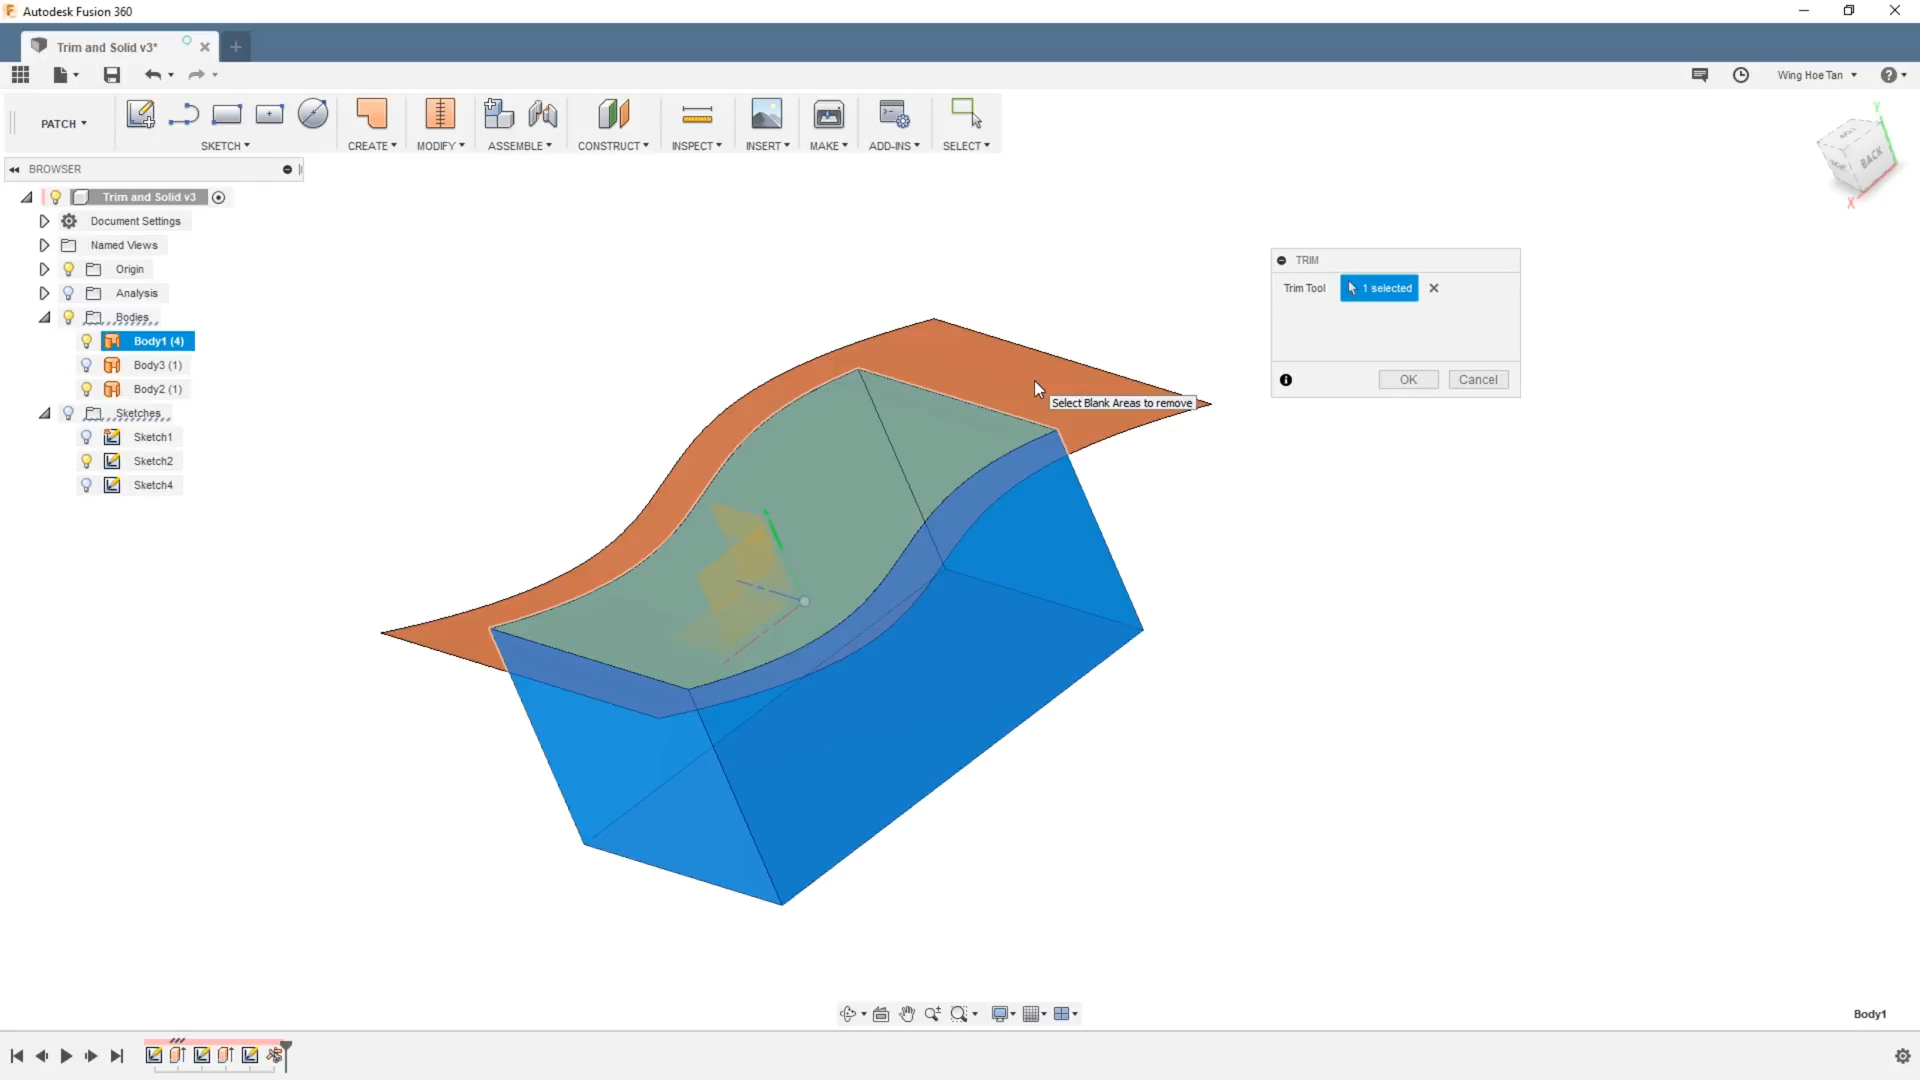 Autodesk Fusion 360
Trim and Solid v3*
Wing Hoe Tan
PATCH
SKETCH
CREATE
MODIFY
ASSEMBLE
CONSTRUCT
INSPECT
INSERT
MAKE
ADD-INS
SELECT
BROWSER
Trim and Solid v3
Document Settings
Named Views
Origin
Analysis
Bodies
Body1 (4)
Body3 (1)
Body2 (1)
Sketches
Sketch1
Sketch2
Sketch4
Y
BACK
X
TRIM
Trim Tool
1 selected
OK
Cancel
Select Blank Areas to remove
Body1